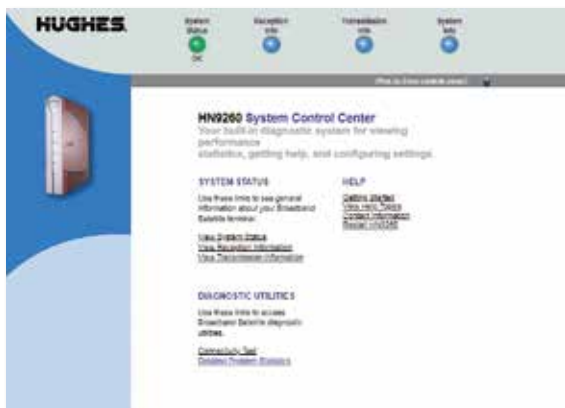 HUGHES.
System
Status
OK
Reception
Info
Transmission
Info
System
Info
HN9260 System Control Center
Your built-in diagnostic system for viewing
performance
statistics, getting help, and configuring settings.
SYSTEM STATUS
Use these links to see general
information about your Broadband
Satellite terminal.
View System Status
View Reception Information
View Transmission Information
HELP
Getting Started
View Help Topics
Contact Information
Restart HN9260
DIAGNOSTIC UTILITIES
Use these links to access
Broadband Satellite diagnostic
utilities.
Connectivity Test
Detailed System Statistics